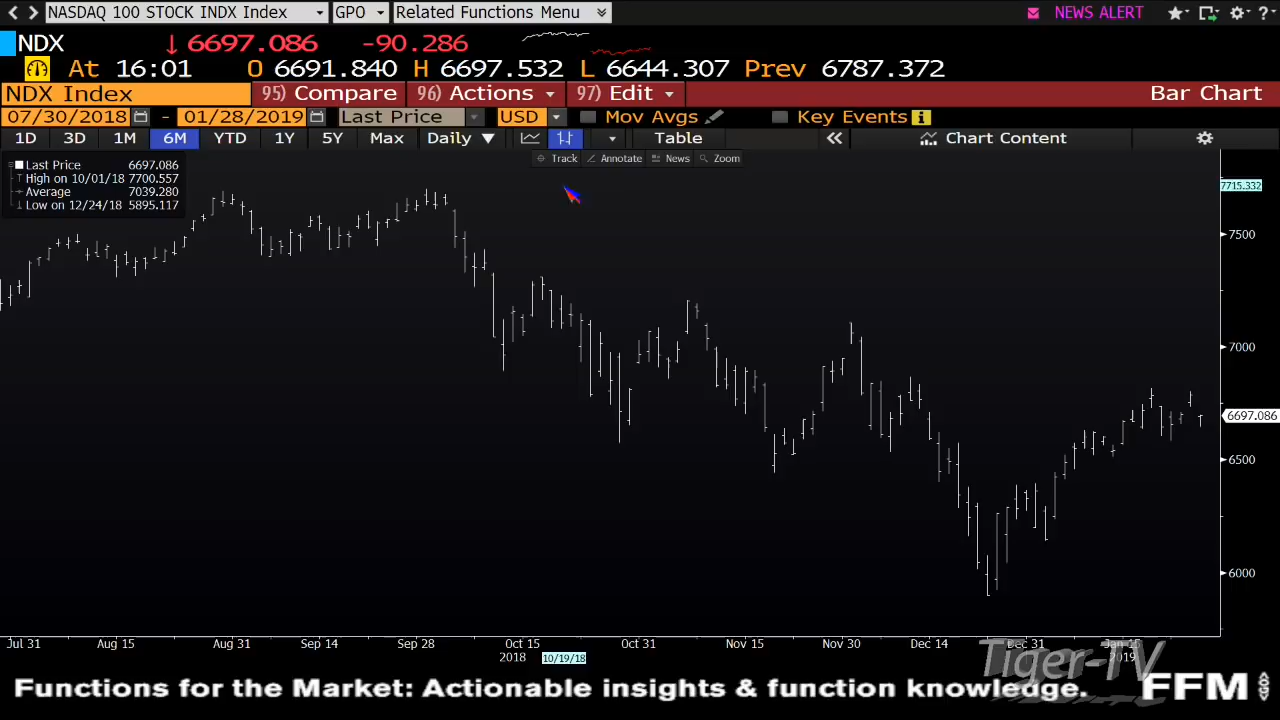 NASDAQ 100 STOCK INDX Index GPO Related Functions Menu NEWS ALERT
NDX ↓ 6697.086 -90.286
At 16:01 O 6691.840 H 6697.532 L 6644.307 Prev 6787.372
NDX Index 95) Compare 96) Actions 97) Edit Bar Chart
07/30/2018 - 01/28/2019 Last Price USD Mov Avgs Key Events
1D 3D 1M 6M YTD 1Y 5Y Max Daily Table Chart Content
Track Annotate News Zoom
Last Price 6697.086
High on 10/01/18 7700.557
Average 7039.280
Low on 12/24/18 5895.117
7715.332
7500
7000
6697.086
6500
6000
Jul 31 Aug 15 Aug 31 Sep 14 Sep 28 Oct 15 Oct 31 Nov 15 Nov 30 Dec 14 Dec 31 Jan 15
2018 10/19/18 2019
Tiger-TV
Functions for the Market: Actionable insights & function knowledge. FFM